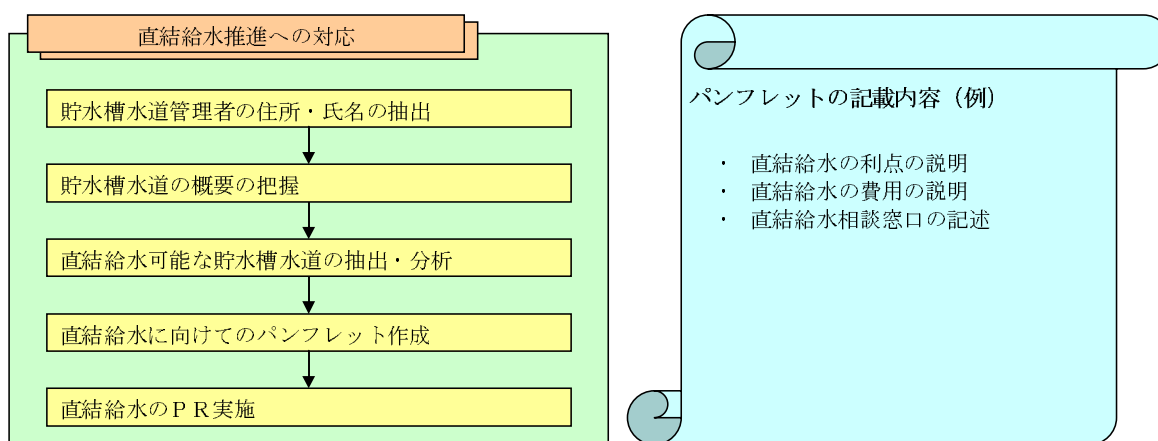 直結給水推進への対応
貯水槽水道管理者の住所・氏名の抽出
貯水槽水道の概要の把握
直結給水可能な貯水槽水道の抽出・分析
直結給水に向けてのパンフレット作成
直結給水のＰＲ実施
パンフレットの記載内容（例）
・ 直結給水の利点の説明
・ 直結給水の費用の説明
・ 直結給水相談窓口の記述